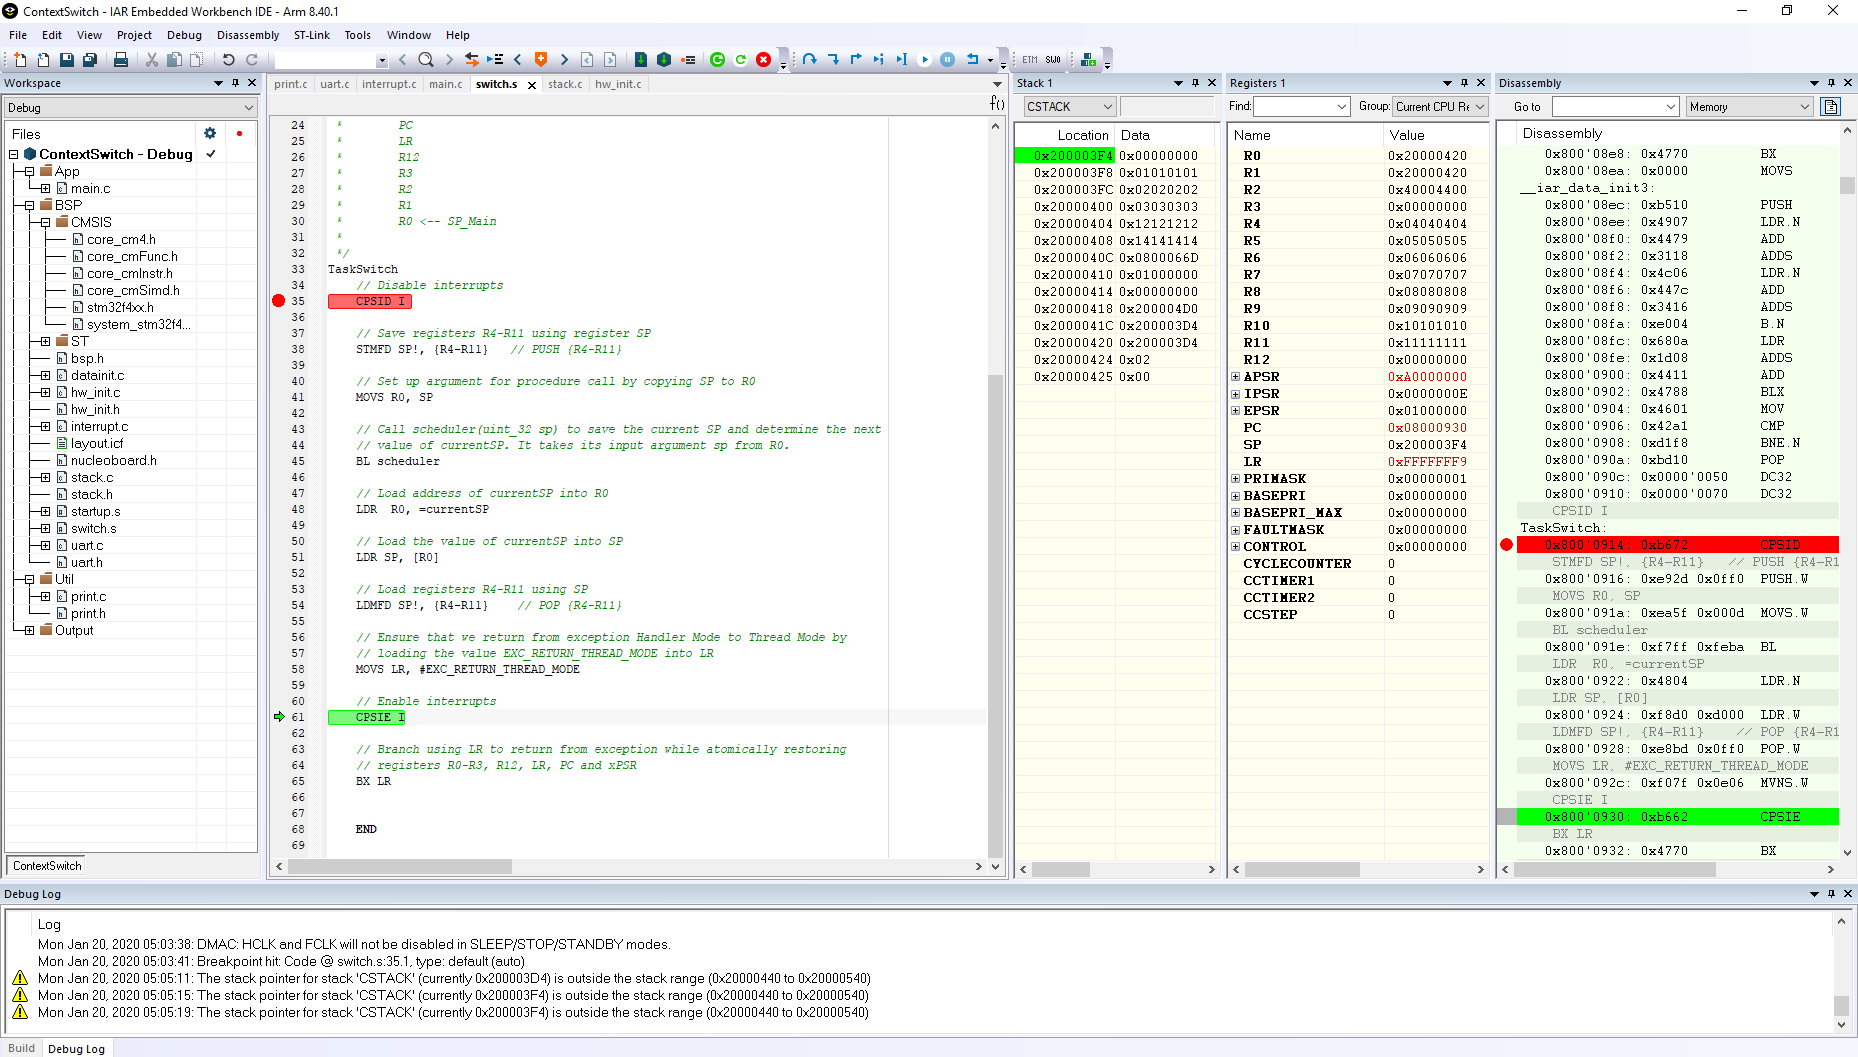 ContextSwitch - IAR Embedded Workbench IDE - Arm 8.40.1
File Edit View Project Debug Disassembly ST-Link Tools Window Help
ETM SWO
Workspace
Debug
Files
ContextSwitch - Debug
App
main.c
BSP
CMSIS
core_cm4.h
core_cmFunc.h
core_cmInstr.h
core_cmSimd.h
stm32f4xx.h
system_stm32f4...
ST
bsp.h
datainit.c
hw_init.c
hw_init.h
interrupt.c
layout.icf
nucleoboard.h
stack.c
stack.h
startup.s
switch.s
uart.c
uart.h
Util
print.c
print.h
Output
ContextSwitch
print.c uart.c interrupt.c main.c switch.s stack.c hw_init.c
f()
24 * PC
25 * LR
26 * R12
27 * R3
28 * R2
29 * R1
30 * R0 <-- SP_Main
31 *
32 */
33 TaskSwitch
34 // Disable interrupts
35 CPSID I
36
37 // Save registers R4-R11 using register SP
38 STMFD SP!, {R4-R11} // PUSH {R4-R11}
39
40 // Set up argument for procedure call by copying SP to R0
41 MOVS R0, SP
42
43 // Call scheduler(uint_32 sp) to save the current SP and determine the next
44 // value of currentSP. It takes its input argument sp from R0.
45 BL scheduler
46
47 // Load address of currentSP into R0
48 LDR R0, =currentSP
49
50 // Load the value of currentSP into SP
51 LDR SP, [R0]
52
53 // Load registers R4-R11 using SP
54 LDMFD SP!, {R4-R11} // POP {R4-R11}
55
56 // Ensure that we return from exception Handler Mode to Thread Mode by
57 // loading the value EXC_RETURN_THREAD_MODE into LR
58 MOVS LR, #EXC_RETURN_THREAD_MODE
59
60 // Enable interrupts
61 CPSIE I
62
63 // Branch using LR to return from exception while atomically restoring
64 // registers R0-R3, R12, LR, PC and xPSR
65 BX LR
66
67
68 END
69
Stack 1
CSTACK
Location Data
0x200003F4 0x00000000
0x200003F8 0x01010101
0x200003FC 0x02020202
0x20000400 0x03030303
0x20000404 0x12121212
0x20000408 0x14141414
0x2000040C 0x0800066D
0x20000410 0x01000000
0x20000414 0x00000000
0x20000418 0x200004D0
0x2000041C 0x200003D4
0x20000420 0x200003D4
0x20000424 0x02
0x20000425 0x00
Registers 1
Find: Group: Current CPU Re
Name Value
R0 0x20000420
R1 0x20000420
R2 0x40004400
R3 0x00000000
R4 0x04040404
R5 0x05050505
R6 0x06060606
R7 0x07070707
R8 0x08080808
R9 0x09090909
R10 0x10101010
R11 0x11111111
R12 0x00000000
APSR 0xA0000000
IPSR 0x0000000E
EPSR 0x01000000
PC 0x08000930
SP 0x200003F4
LR 0xFFFFFFF9
PRIMASK 0x00000001
BASEPRI 0x00000000
BASEPRI_MAX 0x00000000
FAULTMASK 0x00000000
CONTROL 0x00000000
CYCLECOUNTER 0
CCTIMER1 0
CCTIMER2 0
CCSTEP 0
Disassembly
Go to Memory
Disassembly
0x800'08e8: 0x4770 BX
0x800'08ea: 0x0000 MOVS
__iar_data_init3:
0x800'08ec: 0xb510 PUSH
0x800'08ee: 0x4907 LDR.N
0x800'08f0: 0x4479 ADD
0x800'08f2: 0x3118 ADDS
0x800'08f4: 0x4c06 LDR.N
0x800'08f6: 0x447c ADD
0x800'08f8: 0x3416 ADDS
0x800'08fa: 0xe004 B.N
0x800'08fc: 0x680a LDR
0x800'08fe: 0x1d08 ADDS
0x800'0900: 0x4411 ADD
0x800'0902: 0x4788 BLX
0x800'0904: 0x4601 MOV
0x800'0906: 0x42a1 CMP
0x800'0908: 0xd1f8 BNE.N
0x800'090a: 0xbd10 POP
0x800'090c: 0x0000'0050 DC32
0x800'0910: 0x0000'0070 DC32
CPSID I
TaskSwitch:
0x800'0914: 0xb672 CPSID
STMFD SP!, {R4-R11} // PUSH {R4-R1
0x800'0916: 0xe92d 0x0ff0 PUSH.W
MOVS R0, SP
0x800'091a: 0xea5f 0x000d MOVS.W
BL scheduler
0x800'091e: 0xf7ff 0xfeba BL
LDR R0, =currentSP
0x800'0922: 0x4804 LDR.N
LDR SP, [R0]
0x800'0924: 0xf8d0 0xd000 LDR.W
LDMFD SP!, {R4-R11} // POP {R4-R1
0x800'0928: 0xe8bd 0x0ff0 POP.W
MOVS LR, #EXC_RETURN_THREAD_MODE
0x800'092c: 0xf07f 0x0e06 MVNS.W
CPSIE I
0x800'0930: 0xb662 CPSIE
BX LR
0x800'0932: 0x4770 BX
Debug Log
Log
Mon Jan 20, 2020 05:03:38: DMAC: HCLK and FCLK will not be disabled in SLEEP/STOP/STANDBY modes.
Mon Jan 20, 2020 05:03:41: Breakpoint hit: Code @ switch.s:35.1, type: default (auto)
Mon Jan 20, 2020 05:05:11: The stack pointer for stack 'CSTACK' (currently 0x200003D4) is outside the stack range (0x20000440 to 0x20000540)
Mon Jan 20, 2020 05:05:15: The stack pointer for stack 'CSTACK' (currently 0x200003F4) is outside the stack range (0x20000440 to 0x20000540)
Mon Jan 20, 2020 05:05:19: The stack pointer for stack 'CSTACK' (currently 0x200003F4) is outside the stack range (0x20000440 to 0x20000540)
Build Debug Log